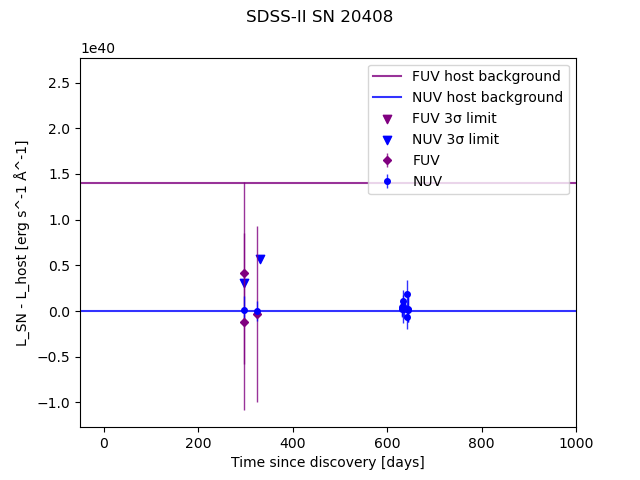 SDSS-II SN 20408
1e40
FUV host background
NUV host background
FUV 3σ limit
NUV 3σ limit
FUV
NUV
2.5
2.0
1.5
1.0
0.5
0.0
−0.5
−1.0
L_SN - L_host [erg s^-1 Å^-1]
0 200 400 600 800 1000
Time since discovery [days]